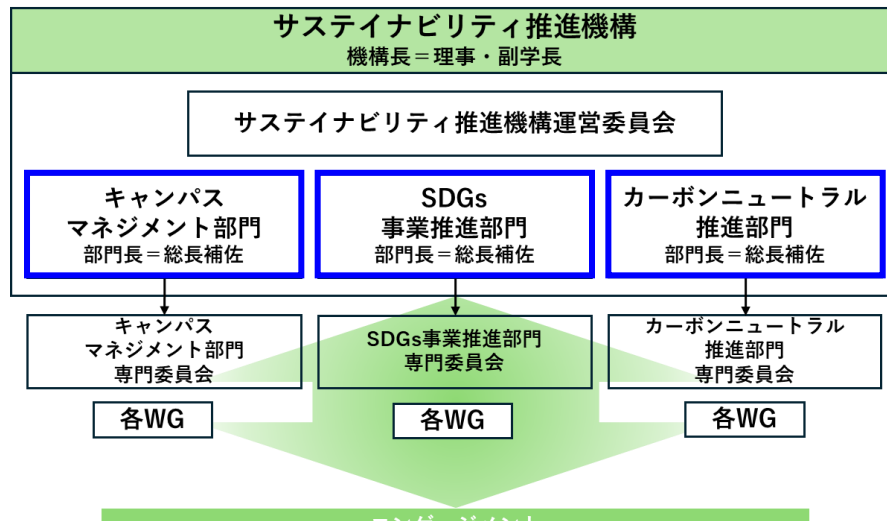 サステイナビリティ推進機構
機構長＝理事・副学長
サステイナビリティ推進機構運営委員会
キャンパス
マネジメント部門
部門長＝総長補佐
SDGs
事業推進部門
部門長＝総長補佐
カーボンニュートラル
推進部門
部門長＝総長補佐
キャンパス
マネジメント部門
専門委員会
SDGs事業推進部門
専門委員会
カーボンニュートラル
推進部門
専門委員会
各WG
各WG
各WG
エンゲージメント